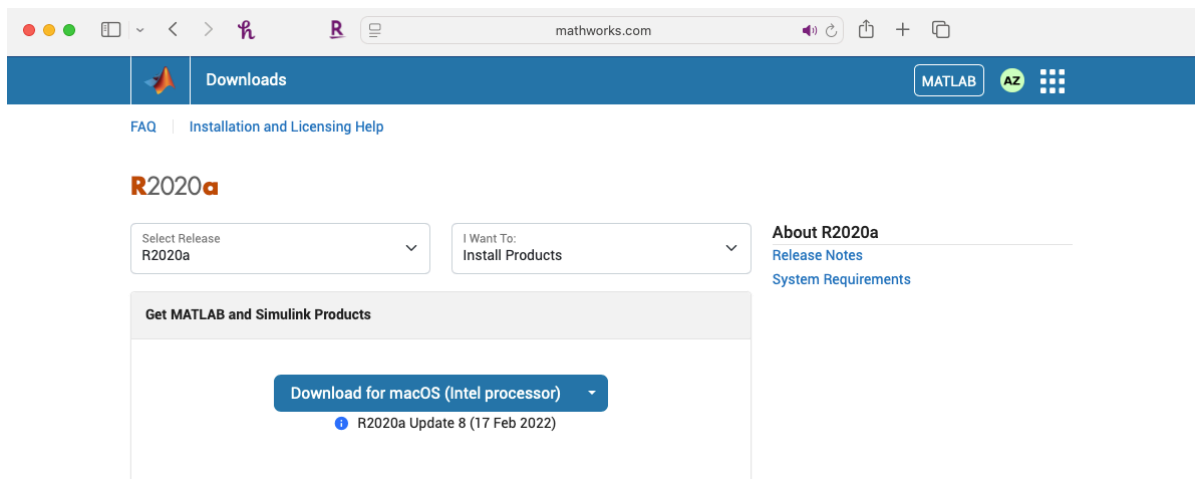 mathworks.com
Downloads
MATLAB
AZ
FAQ
Installation and Licensing Help
R2020a
Select Release
R2020a
I Want To:
Install Products
About R2020a
Release Notes
System Requirements
Get MATLAB and Simulink Products
Download for macOS (Intel processor)
R2020a Update 8 (17 Feb 2022)